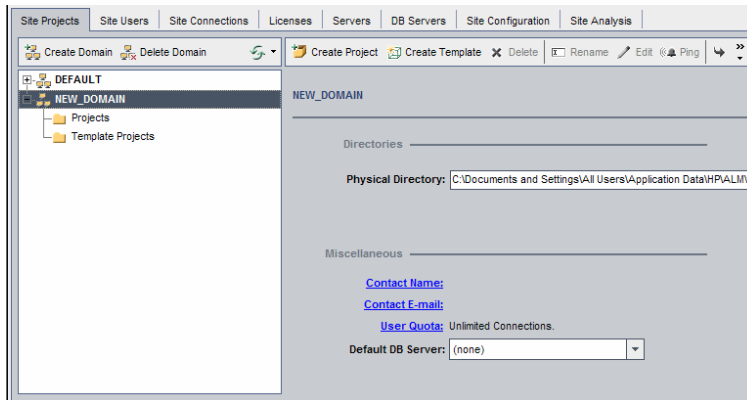 Site Projects Site Users Site Connections Licenses Servers DB Servers Site Configuration Site Analysis
Create Domain Delete Domain Create Project Create Template Delete Rename Edit Ping
DEFAULT
NEW_DOMAIN
Projects
Template Projects
NEW_DOMAIN
Directories
Physical Directory: C:\Documents and Settings\All Users\Application Data\HP\ALM\
Miscellaneous
Contact Name:
Contact E-mail:
User Quota: Unlimited Connections.
Default DB Server: (none)